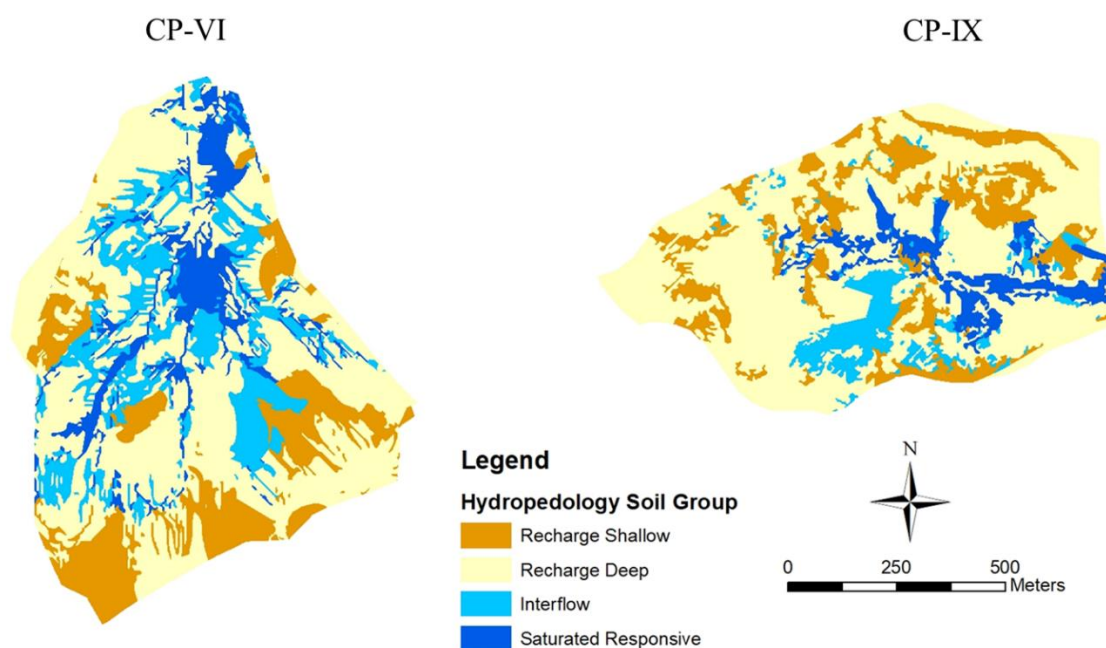 CP-VI
CP-IX
Legend
Hydropedology Soil Group
Recharge Shallow
Recharge Deep
Interflow
Saturated Responsive
N
0 250 500
Meters